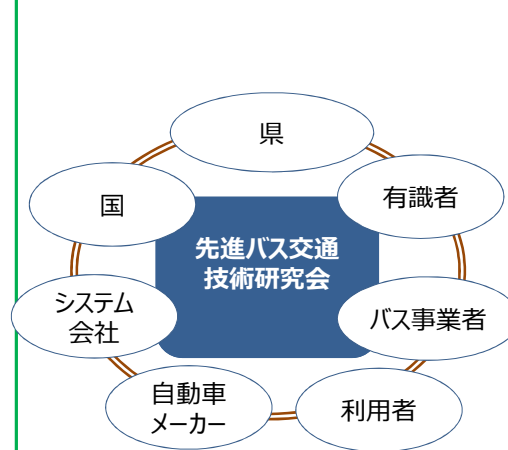 県
国
有識者
先進バス交通
技術研究会
システム
会社
バス事業者
自動車
メーカー
利用者